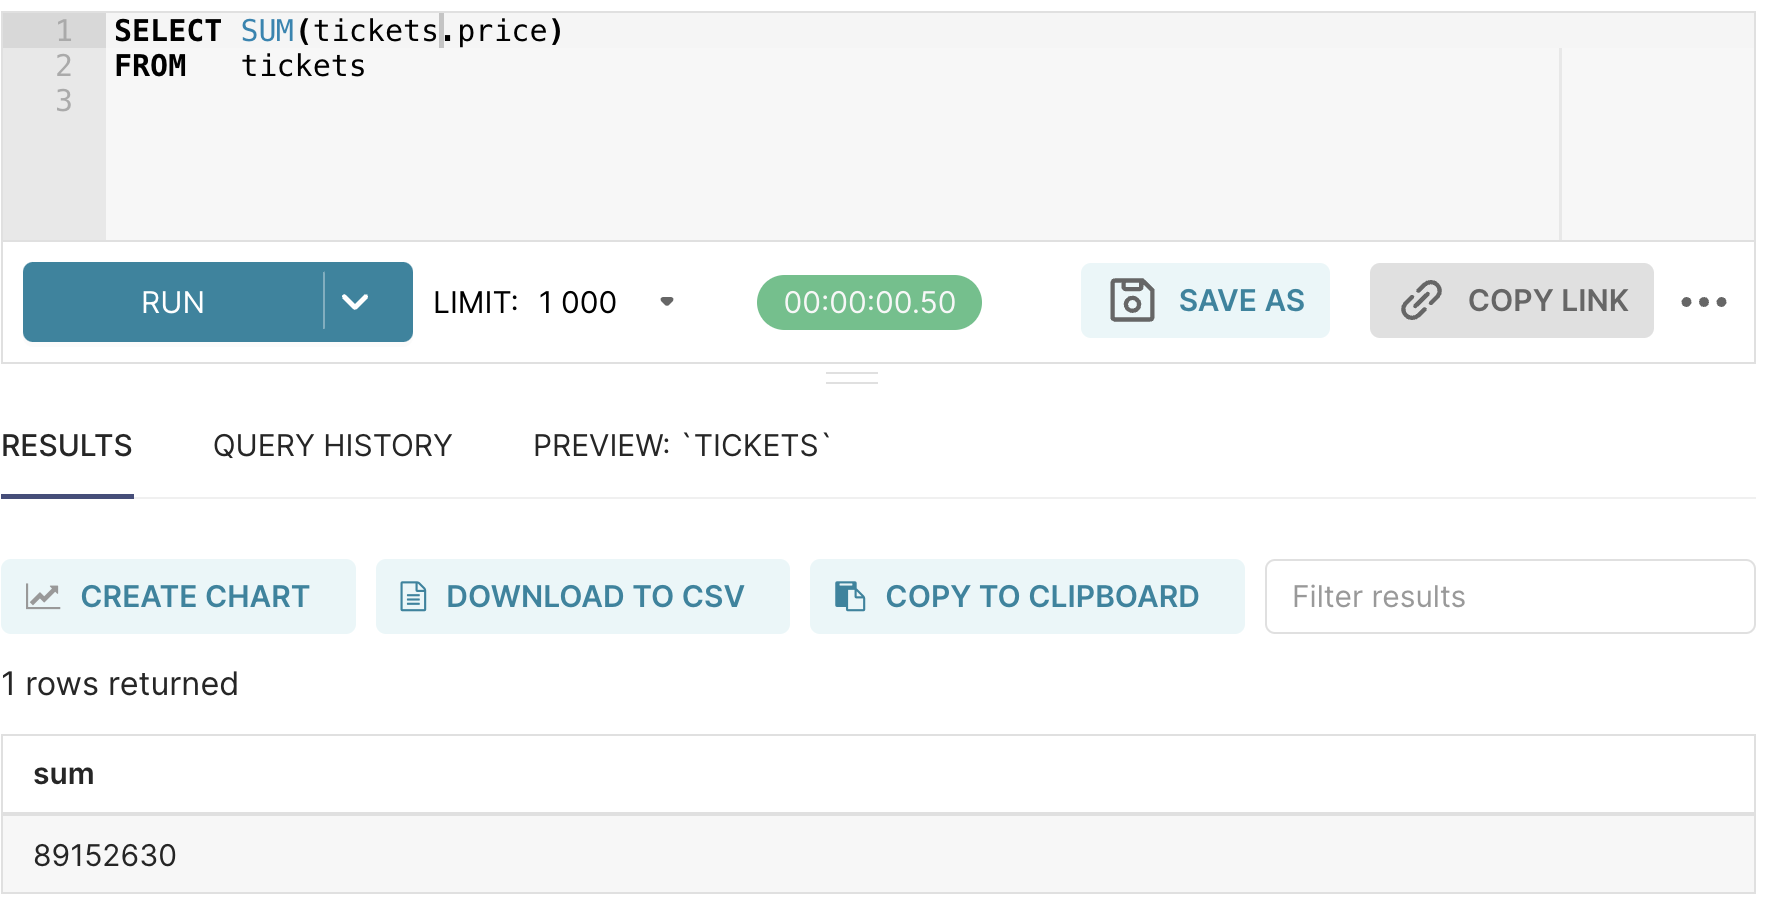 1 SELECT SUM(tickets.price)
2 FROM   tickets
3
RUN LIMIT: 1 000 00:00:00.50 SAVE AS COPY LINK
RESULTS QUERY HISTORY PREVIEW: `TICKETS`
CREATE CHART DOWNLOAD TO CSV COPY TO CLIPBOARD Filter results
1 rows returned
sum
89152630